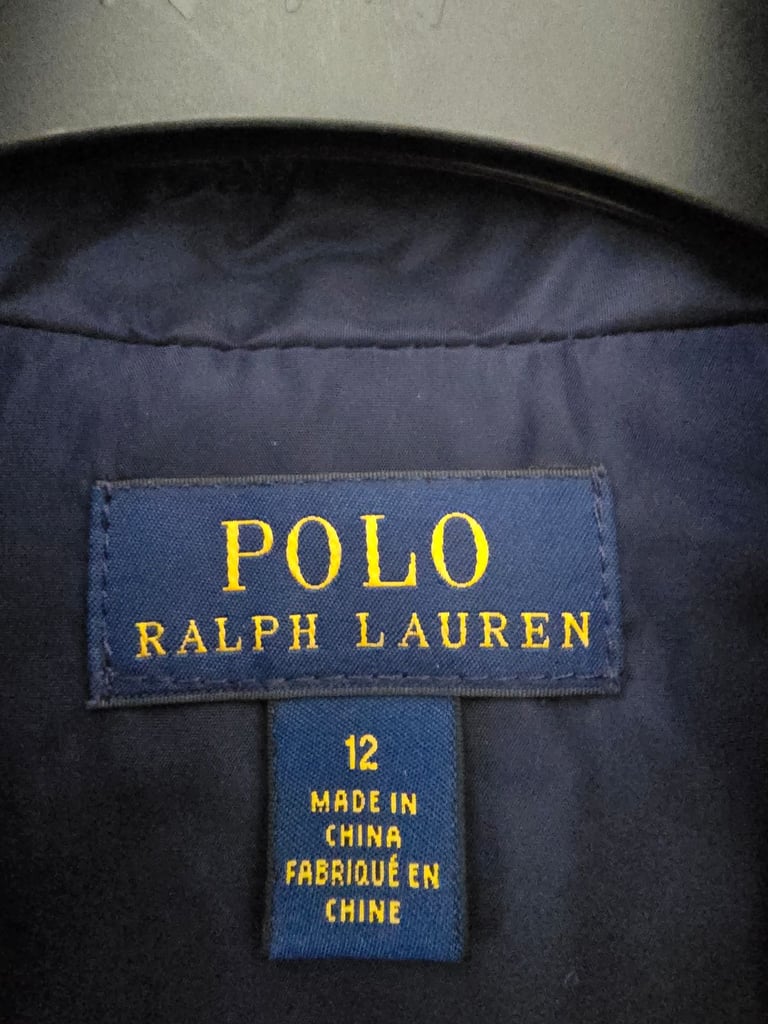 POLO
RALPH LAUREN
12
MADE IN
CHINA
FABRIQUÉ EN
CHINE